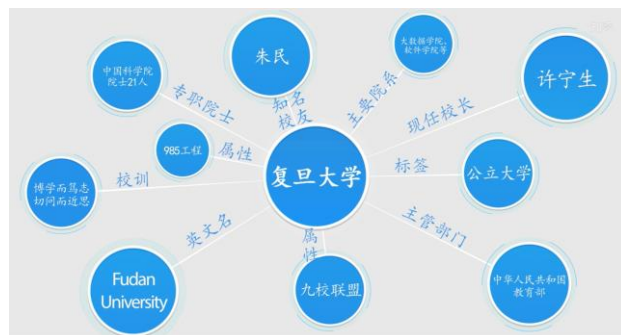 朱民
大数据学院、
软件学院等
许宁生
中国科学院
院士21人
专职院士
知名
校友
主要院系
现任校长
985工程
属性
复旦大学
标签
公立大学
博学而笃志
切问而近思
校训
英文名
属
性
主管部门
Fudan
University
九校联盟
中华人民共和国
教育部